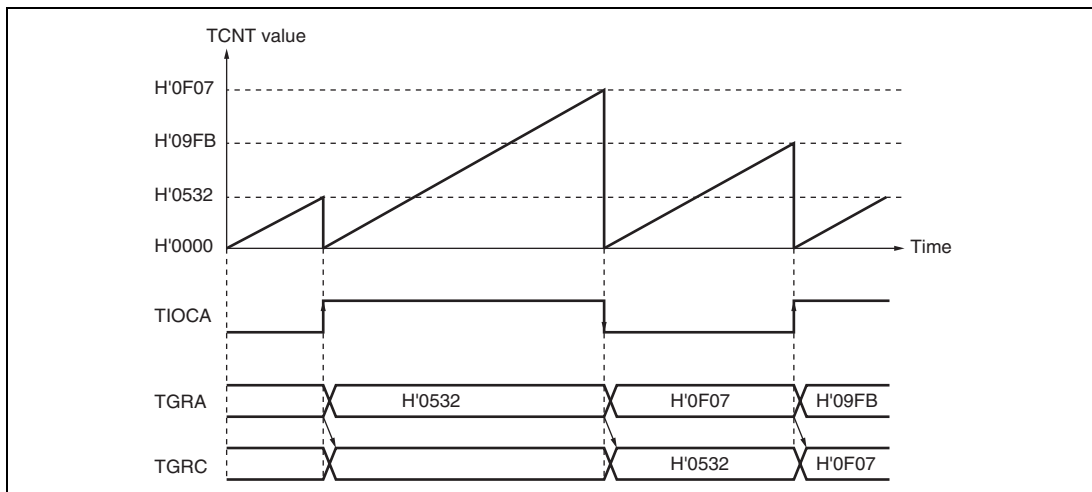 TCNT value
H'0F07
H'09FB
H'0532
H'0000
Time
TIOCA
TGRA
H'0532
H'0F07
H'09FB
TGRC
H'0532
H'0F07